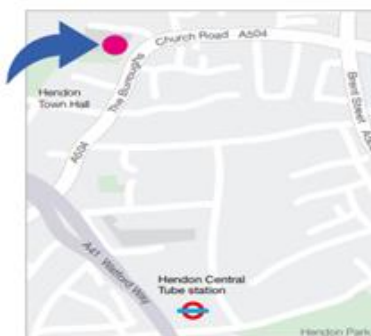 Church Road A504
Hendon
Town Hall
The Burroughs
Brent Street
A504
A41 Watford Way
Hendon Central
Tube station
Hendon Park